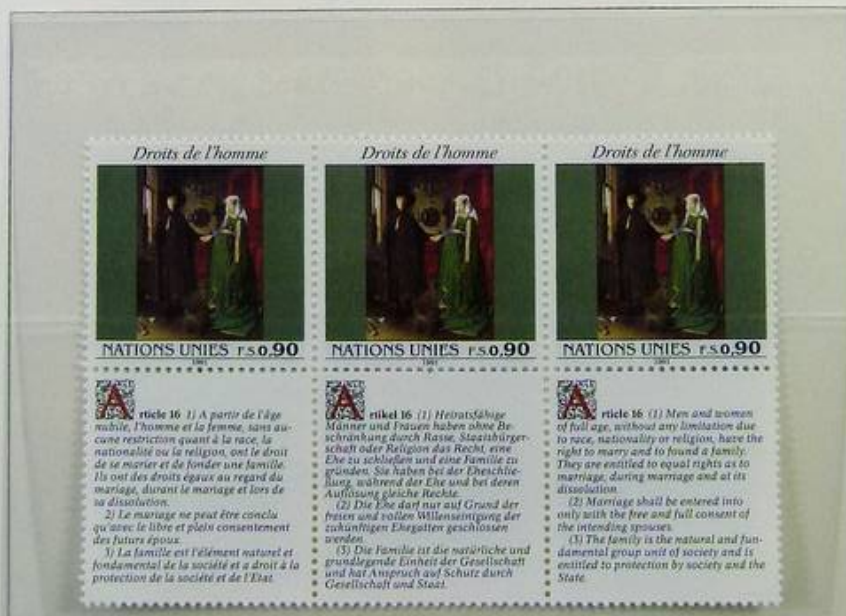 Droits de l'homme
NATIONS UNIES F.S.0,90
1991
Article 16 1) A partir de l'âge
nubile, l'homme et la femme, sans au-
cune restriction quant à la race, la
nationalité ou la religion, ont le droit
de se marier et de fonder une famille.
Ils ont des droits égaux au regard du
mariage, durant le mariage et lors de
sa dissolution.
2) Le mariage ne peut être conclu
qu'avec le libre et plein consentement
des futurs époux.
3) La famille est l'élément naturel et
fondamental de la société et a droit à la
protection de la société et de l'Etat.
Droits de l'homme
NATIONS UNIES F.S.0,90
1991
Artikel 16 (1) Heiratsfähige
Männer und Frauen haben ohne Be-
schränkung durch Rasse, Staatsbürger-
schaft oder Religion das Recht, eine
Ehe zu schließen und eine Familie zu
gründen. Sie haben bei der Eheschlie-
ßung, während der Ehe und bei deren
Auflösung gleiche Rechte.
(2) Die Ehe darf nur auf Grund der
freien und vollen Willenseinigung der
zukünftigen Ehegatten geschlossen
werden.
(3) Die Familie ist die natürliche und
grundlegende Einheit der Gesellschaft
und hat Anspruch auf Schutz durch
Gesellschaft und Staat.
Droits de l'homme
NATIONS UNIES F.S.0,90
1991
Article 16 (1) Men and women
of full age, without any limitation due
to race, nationality or religion, have the
right to marry and to found a family.
They are entitled to equal rights as to
marriage, during marriage and at its
dissolution.
(2) Marriage shall be entered into
only with the free and full consent of
the intending spouses.
(3) The family is the natural and fun-
damental group unit of society and is
entitled to protection by society and the
State.